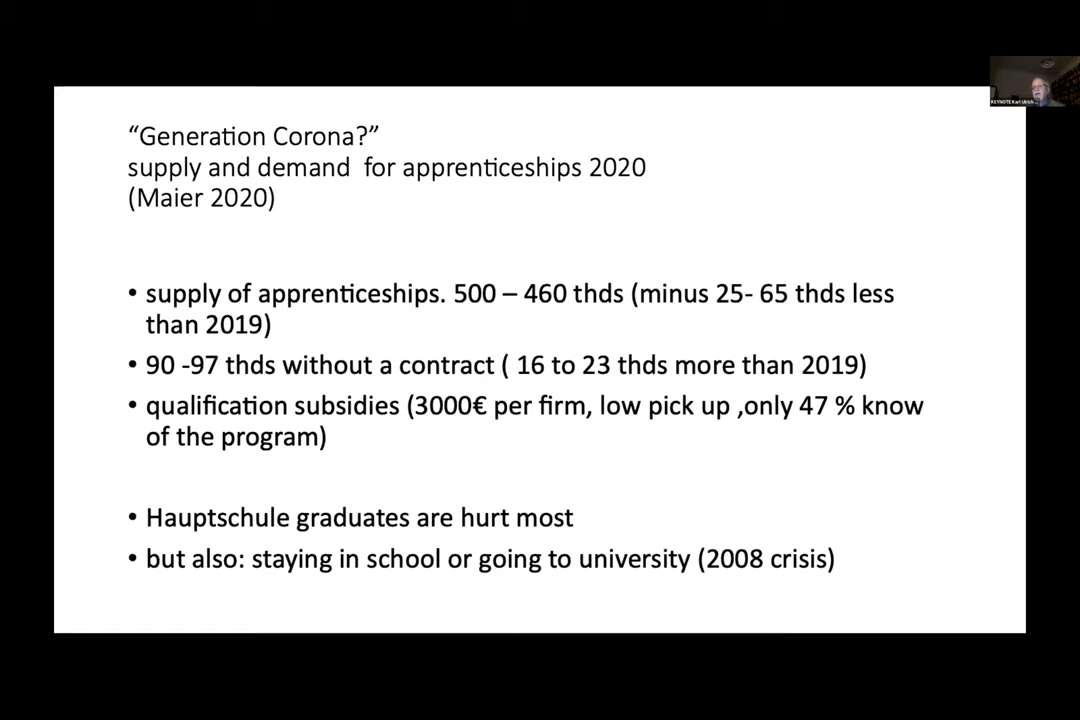 “Generation Corona?”
supply and demand for apprenticeships 2020
(Maier 2020)
• supply of apprenticeships. 500 – 460 thds (minus 25- 65 thds less
than 2019)
• 90 -97 thds without a contract ( 16 to 23 thds more than 2019)
• qualification subsidies (3000€ per firm, low pick up ,only 47 % know
of the program)
• Hauptschule graduates are hurt most
• but also: staying in school or going to university (2008 crisis)
KEYNOTE Karl Ulrich